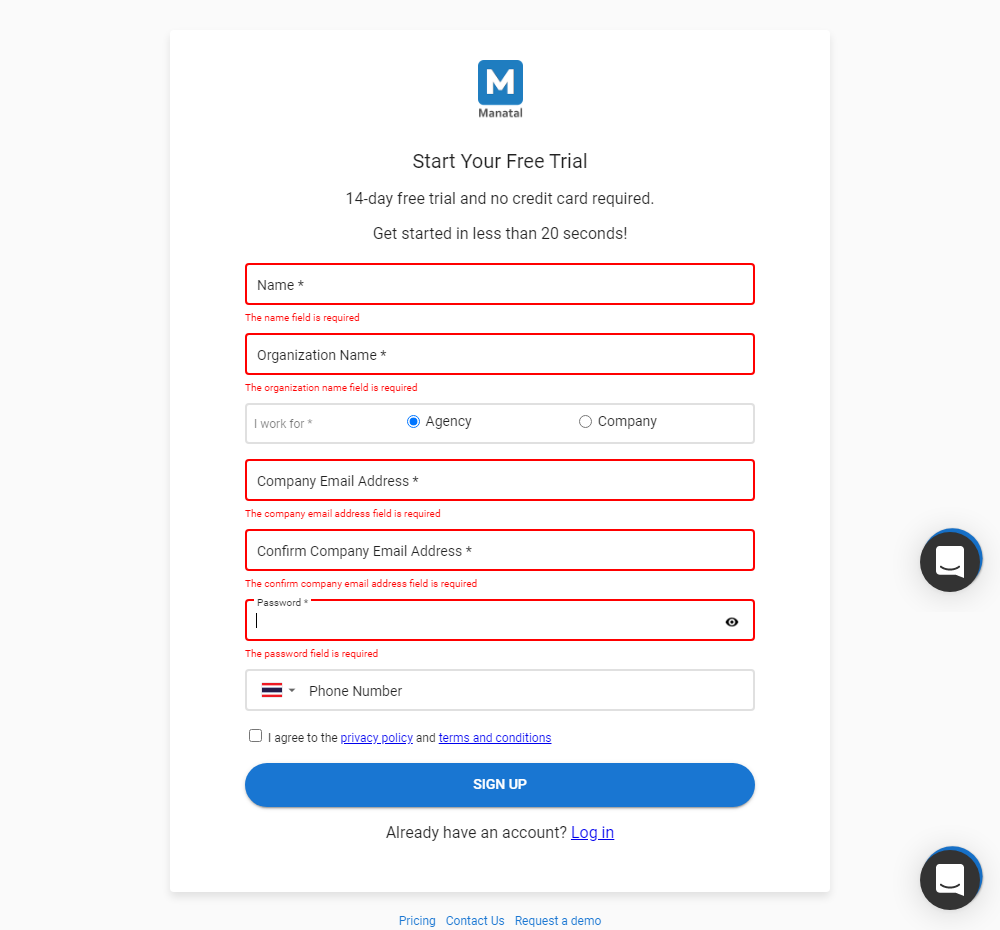 M
Manatal
Start Your Free Trial
14-day free trial and no credit card required.
Get started in less than 20 seconds!
Name *
The name field is required
Organization Name *
The organization name field is required
I work for * Agency Company
Company Email Address *
The company email address field is required
Confirm Company Email Address *
The confirm company email address field is required
Password *
The password field is required
Phone Number
I agree to the privacy policy and terms and conditions
SIGN UP
Already have an account? Log in
Pricing Contact Us Request a demo